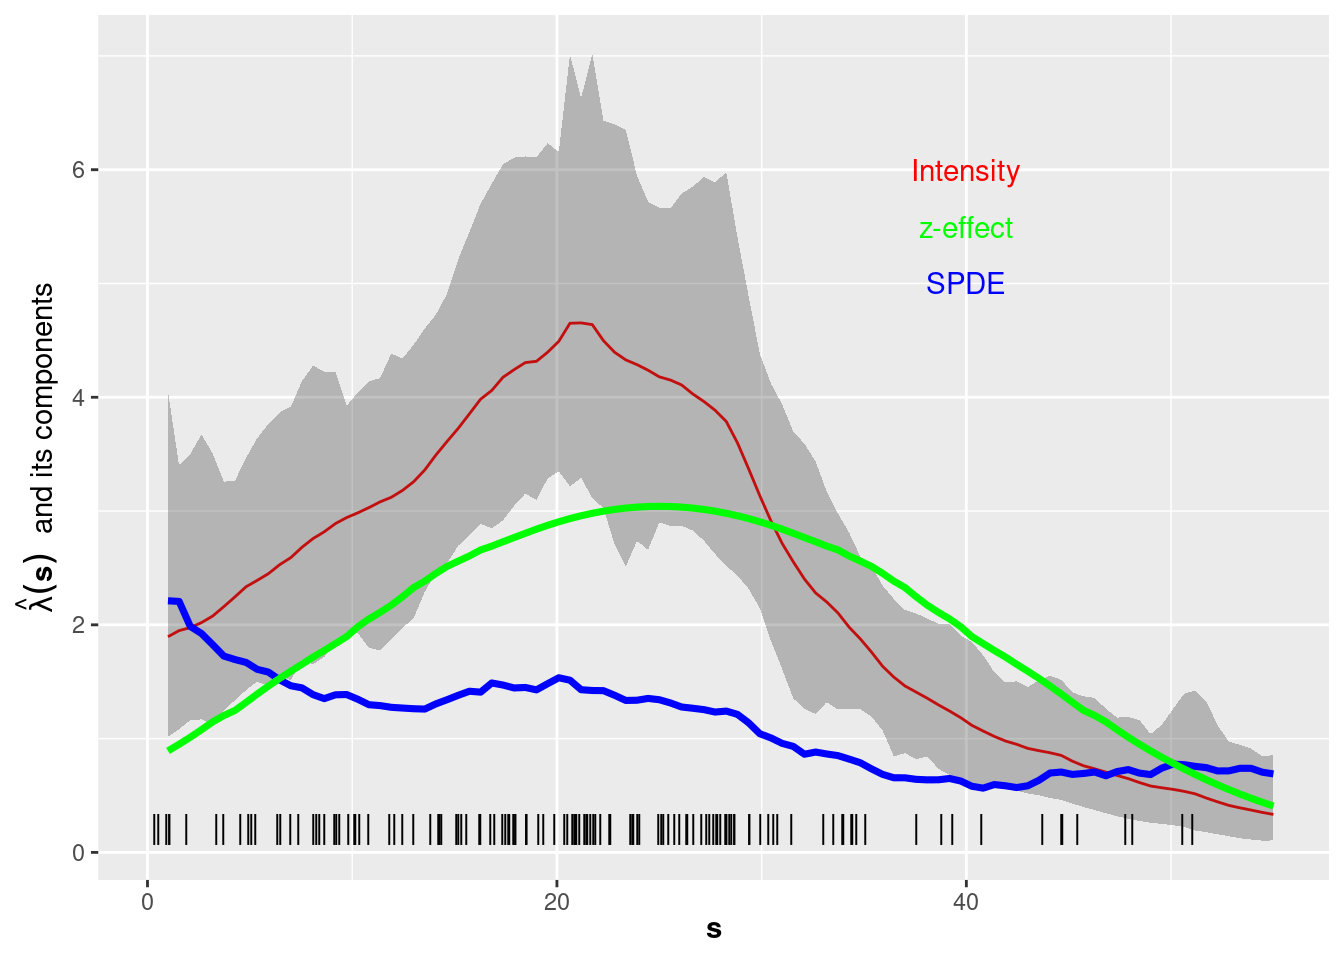 Intensity
z-effect
SPDE
λ̂(s) and its components
6
4
2
0
0 20 40
s